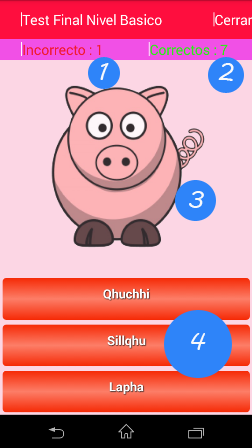 Test Final Nivel Basico Cerrar
Incorrecto : 1 Correctos : 7
1 2
3
Qhuchhi
Sillqhu
4
Lapha